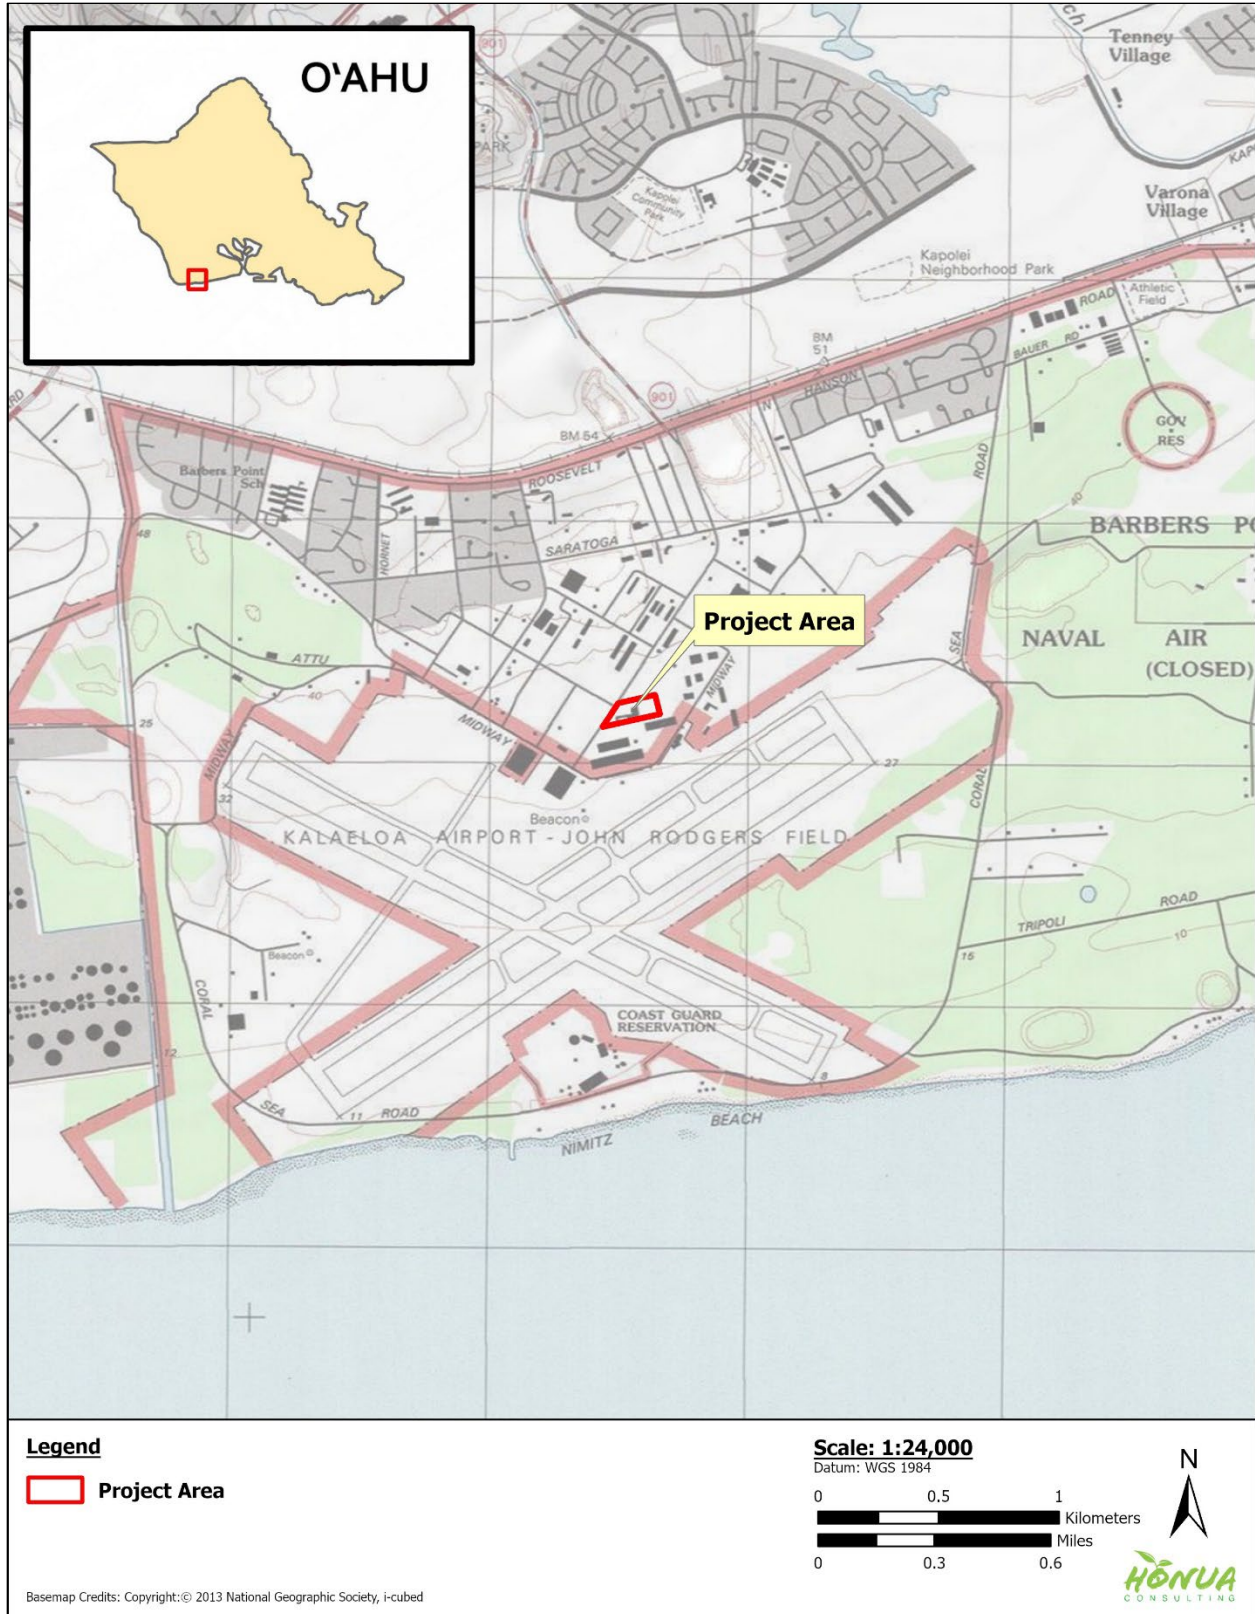 O‘AHU
901
Tenney
Village
PARK
Kapolei
Community
Park
Varona
Village
Kapolei
Neighborhood Park
Athletic
Field
ROAD
BAUER RD
HANSON
BM
51
901
N
BM 54
ROOSEVELT
GOV
RES
Barbers Point
Sch
HORNET
SARATOGA
ROAD
40
48
BARBERS PO
Project Area
NAVAL AIR
(CLOSED)
SEA
ATTU
40
MIDWAY
MIDWAY
25
MIDWAY
32
27
CORAL
Beacon
KALAELOA AIRPORT - JOHN RODGERS FIELD
TRIPOLI ROAD
10
15
Beacon
CORAL
COAST GUARD
RESERVATION
12
8
SEA
11 ROAD
NIMITZ BEACH
Legend
Project Area
Scale: 1:24,000
Datum: WGS 1984
0 0.5 1
Kilometers
Miles
0 0.3 0.6
N
HONUA
CONSULTING
Basemap Credits: Copyright:© 2013 National Geographic Society, i-cubed